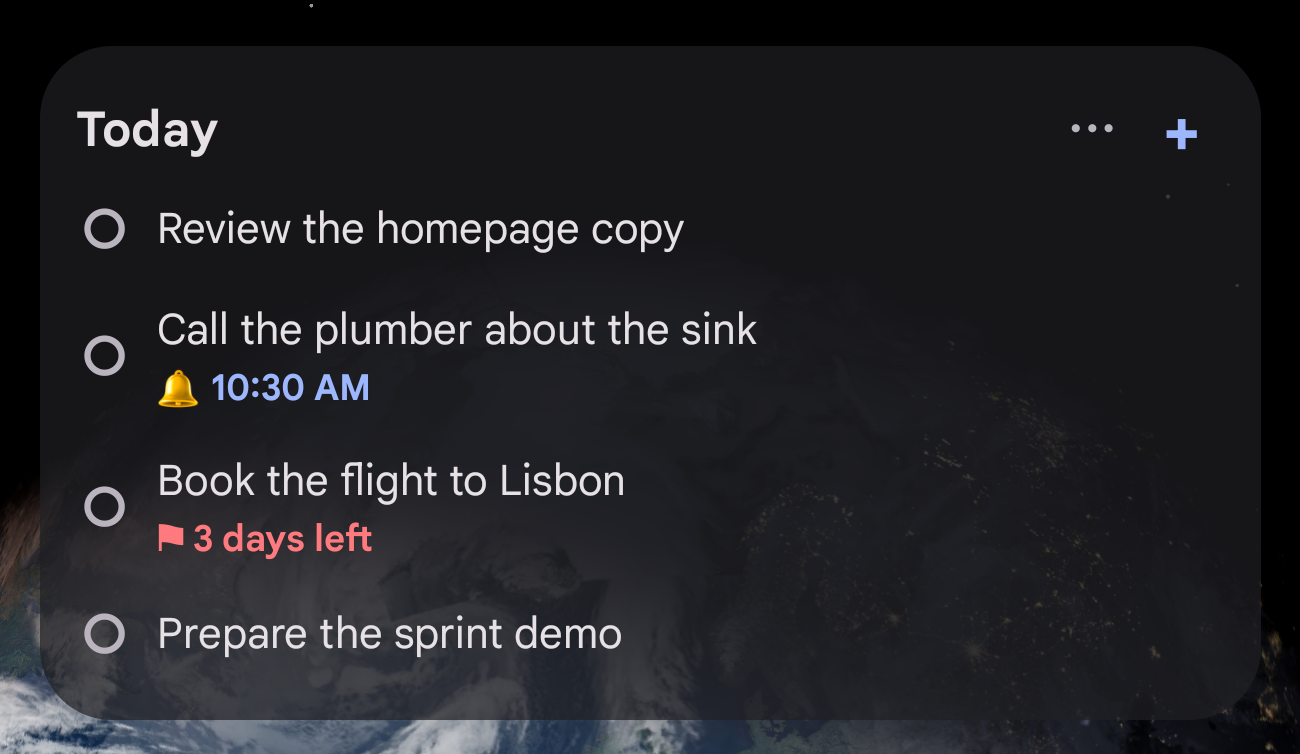 Today
Review the homepage copy
Call the plumber about the sink
🔔 10:30 AM
Book the flight to Lisbon
3 days left
Prepare the sprint demo